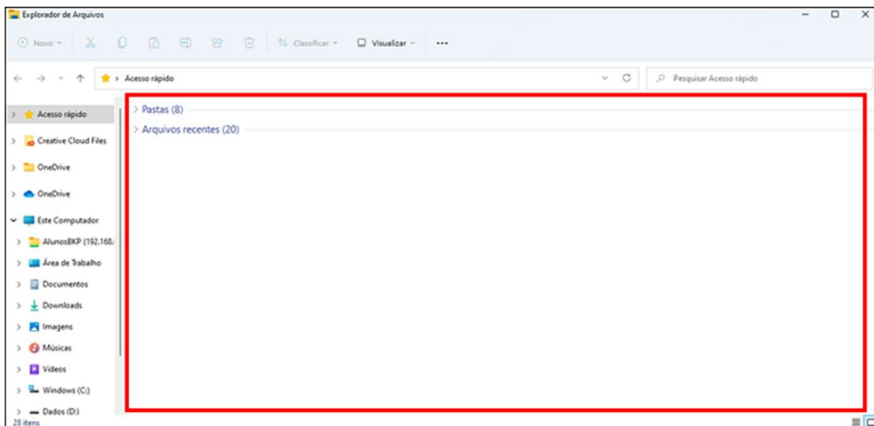 Explorador de Arquivos
Novo
Classificar
Visualizar
Acesso rápido
Pesquisar Acesso rápido
Acesso rápido
Creative Cloud Files
OneDrive
OneDrive
Este Computador
AlunosBKP (192.168.
Área de Trabalho
Documentos
Downloads
Imagens
Músicas
Vídeos
Windows (C:)
Dados (D:)
Pastas (8)
Arquivos recentes (20)
28 itens